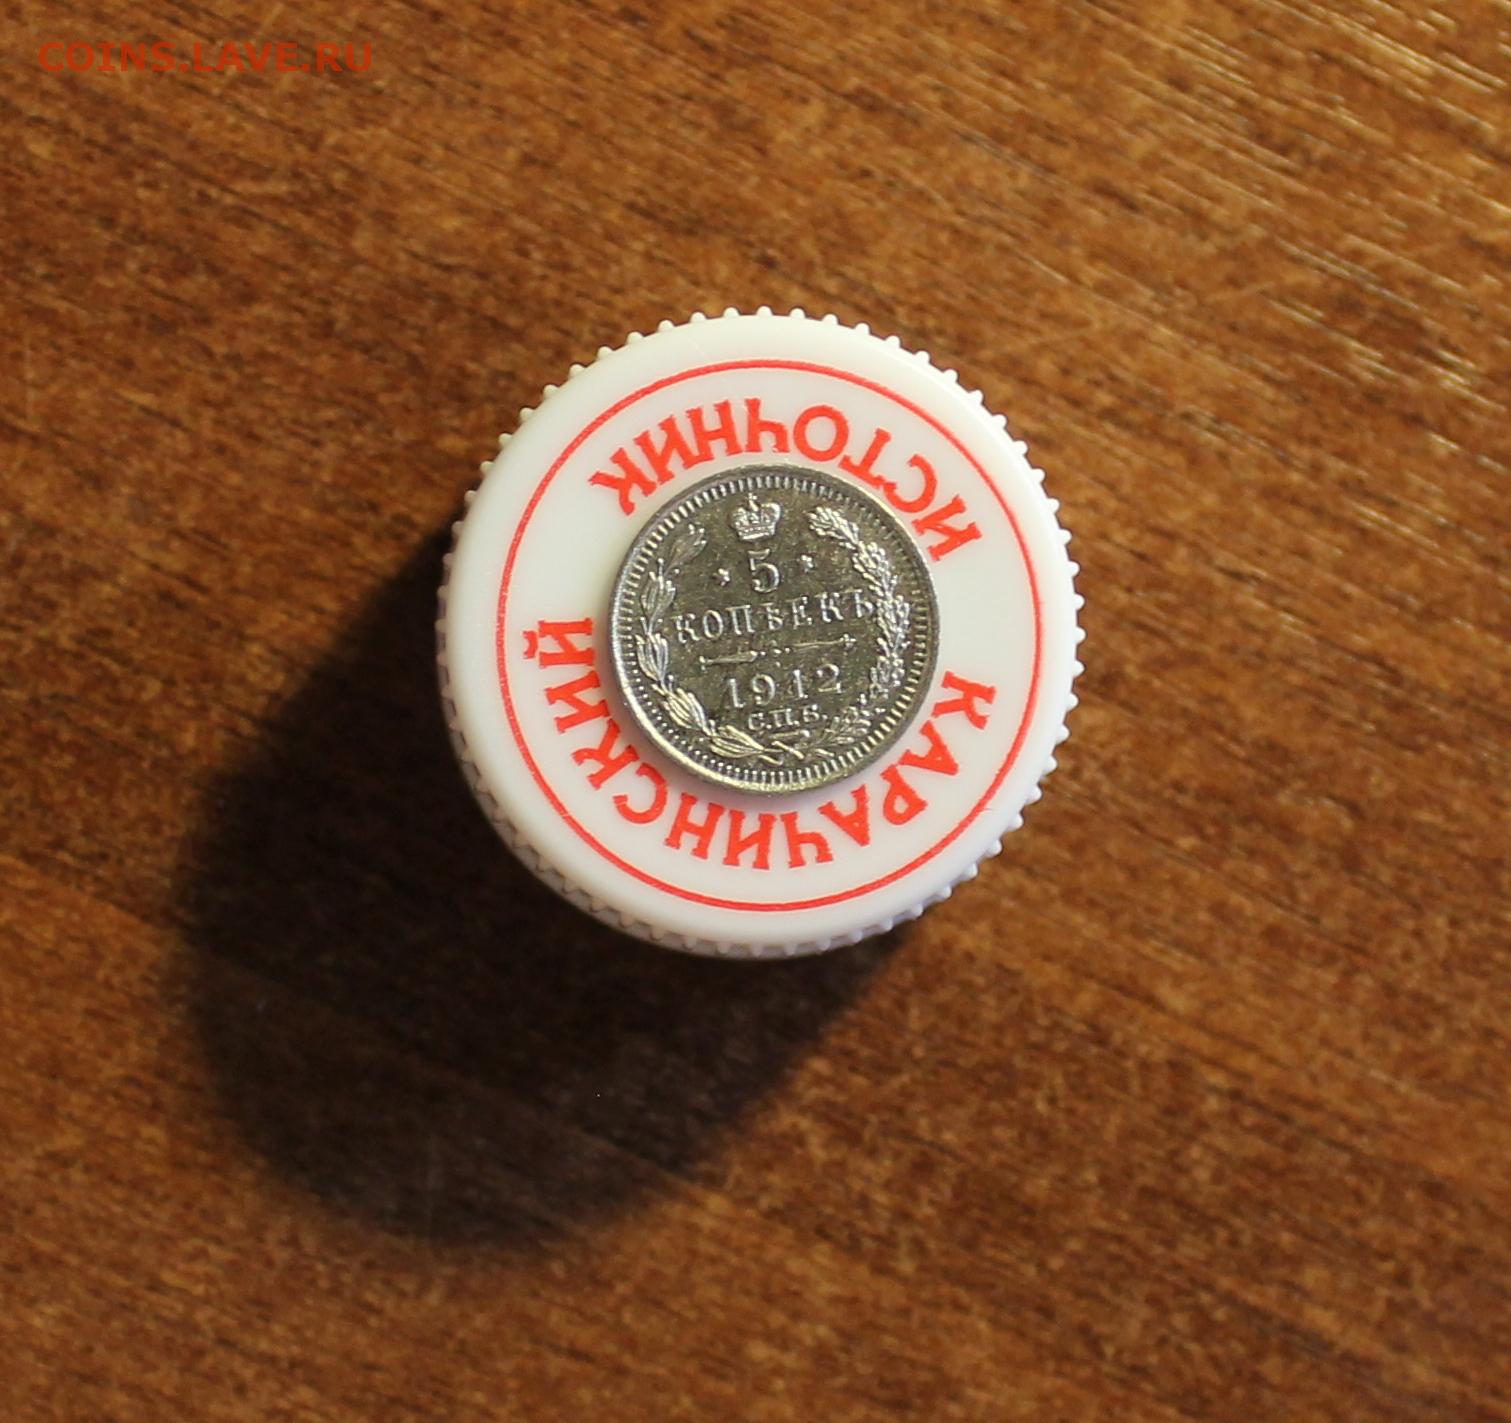 COINS.LAVE.RU
КАРАЧИНСКИЙ
ИСТОЧНИК
5
КОПѢЕКЪ
1912
С.П.Б.